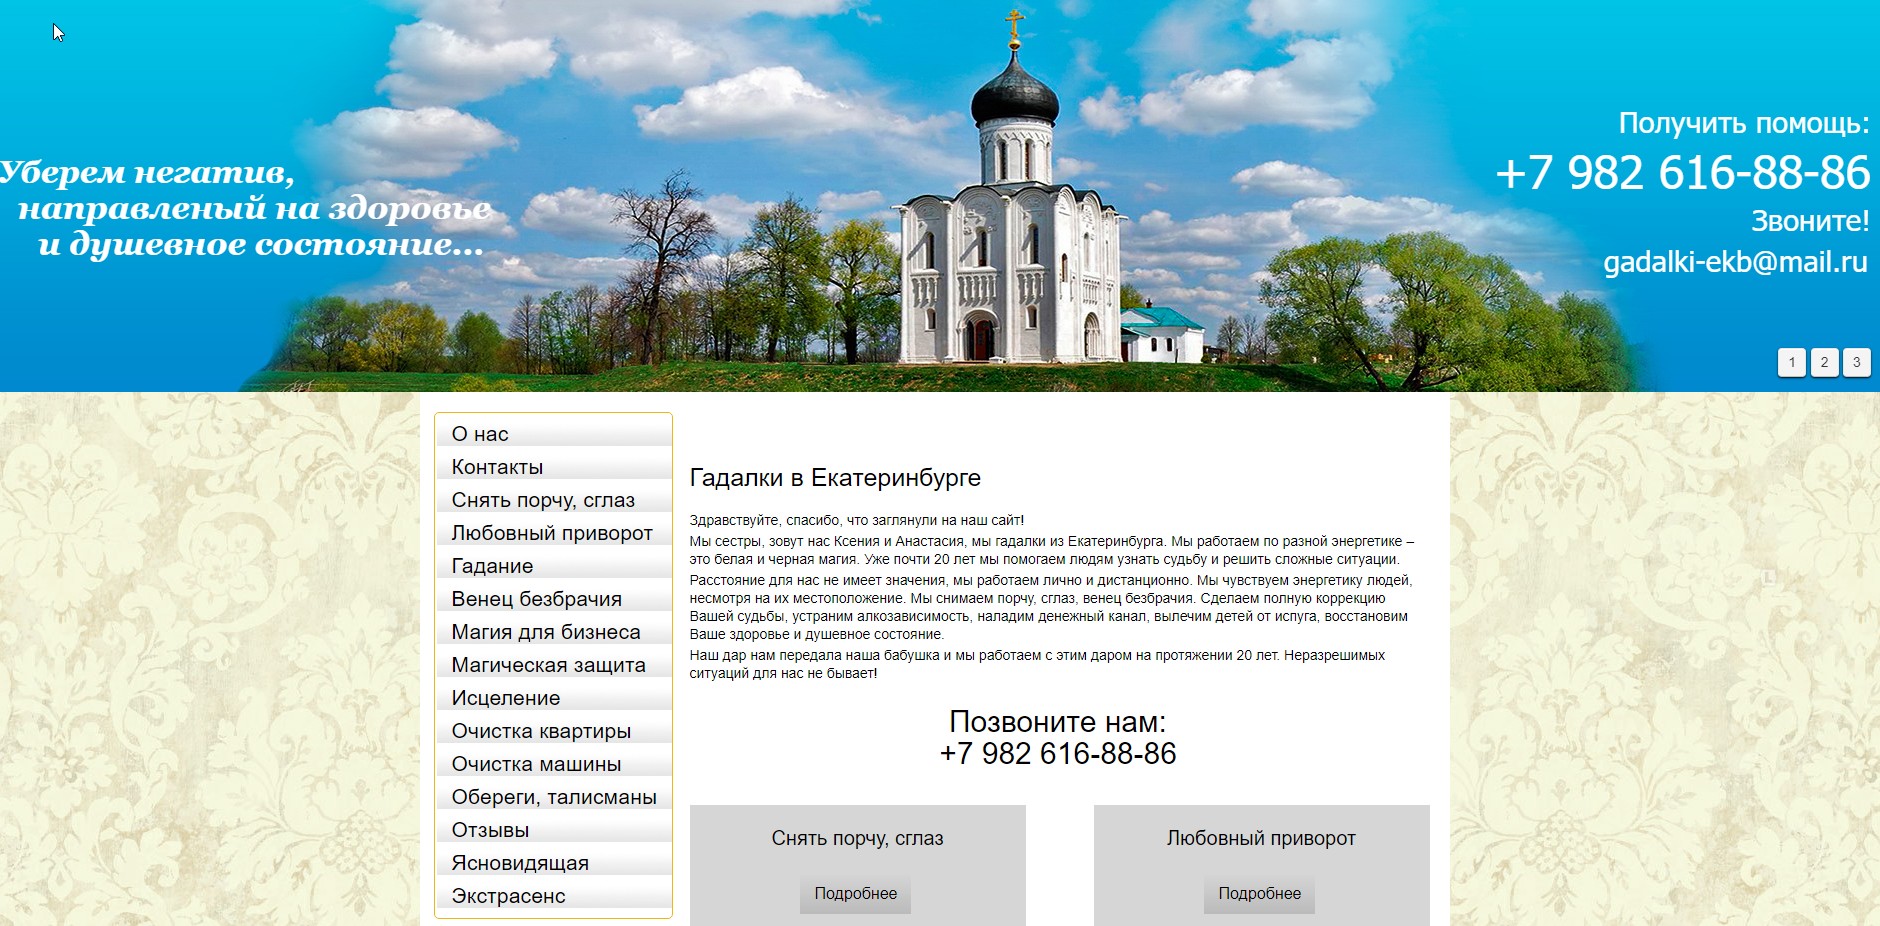 Уберем негатив,
направленый на здоровье
и душевное состояние...
Получить помощь:
+7 982 616-88-86
Звоните!
gadalki-ekb@mail.ru
1 2 3
О нас
Контакты
Снять порчу, сглаз
Любовный приворот
Гадание
Венец безбрачия
Магия для бизнеса
Магическая защита
Исцеление
Очистка квартиры
Очистка машины
Обереги, талисманы
Отзывы
Ясновидящая
Экстрасенс
Гадалки в Екатеринбурге
Здравствуйте, спасибо, что заглянули на наш сайт!
Мы сестры, зовут нас Ксения и Анастасия, мы гадалки из Екатеринбурга. Мы работаем по разной энергетике –
это белая и черная магия. Уже почти 20 лет мы помогаем людям узнать судьбу и решить сложные ситуации.
Расстояние для нас не имеет значения, мы работаем лично и дистанционно. Мы чувствуем энергетику людей,
несмотря на их местоположение. Мы снимаем порчу, сглаз, венец безбрачия. Сделаем полную коррекцию
Вашей судьбы, устраним алкозависимость, наладим денежный канал, вылечим детей от испуга, восстановим
Ваше здоровье и душевное состояние.
Наш дар нам передала наша бабушка и мы работаем с этим даром на протяжении 20 лет. Неразрешимых
ситуаций для нас не бывает!
Позвоните нам:
+7 982 616-88-86
Снять порчу, сглаз
Подробнее
Любовный приворот
Подробнее